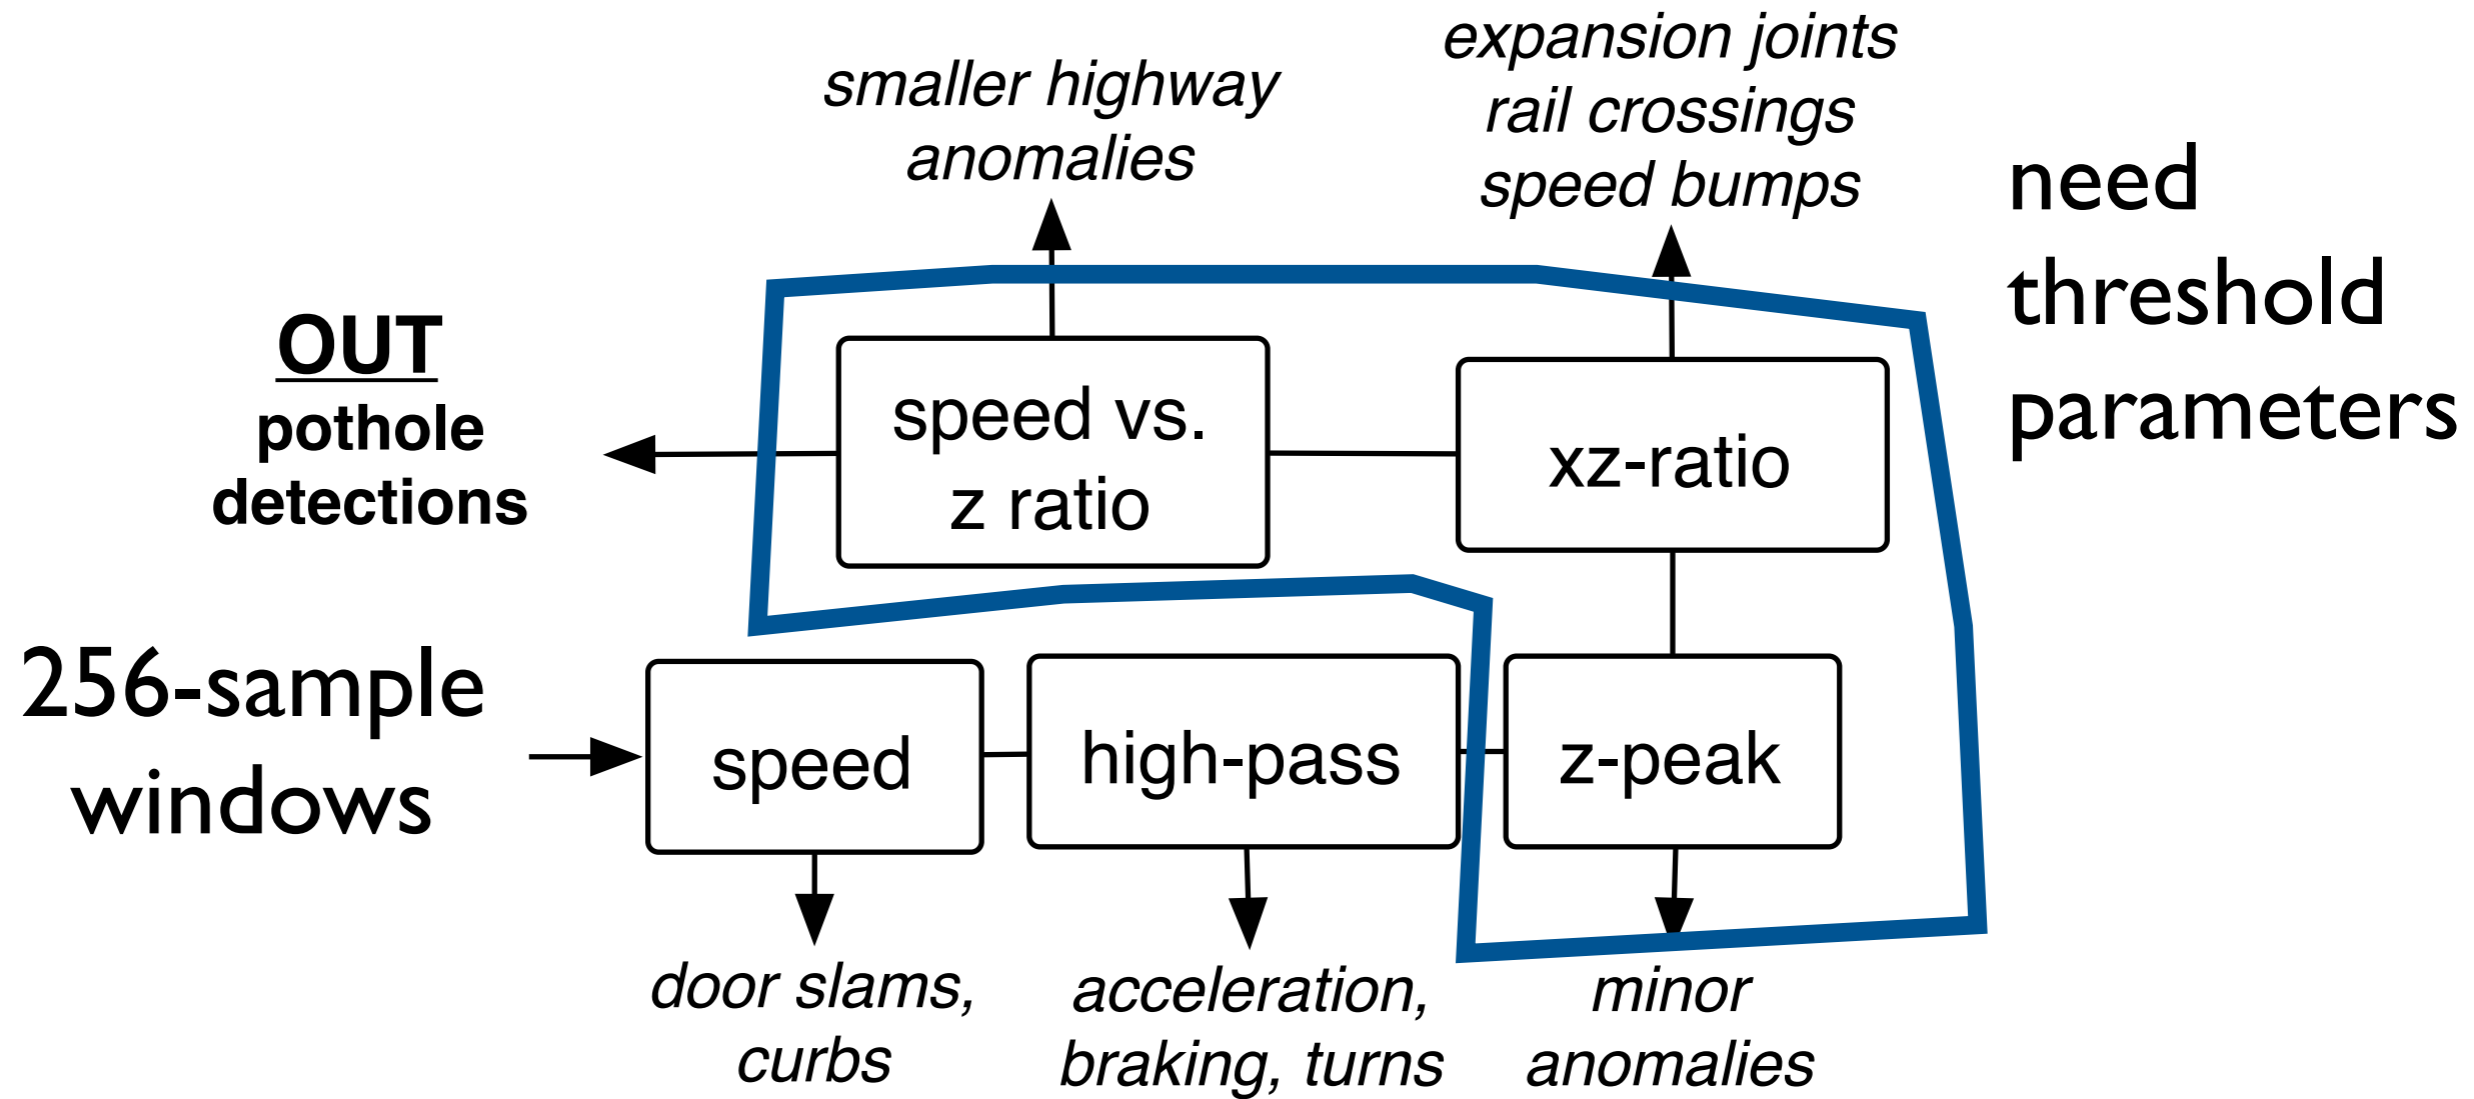 expansion joints
rail crossings
speed bumps
smaller highway
anomalies
need
threshold
parameters
OUT
pothole
detections
speed vs.
z ratio
xz-ratio
256-sample
windows
speed
high-pass
z-peak
door slams,
curbs
acceleration,
braking, turns
minor
anomalies